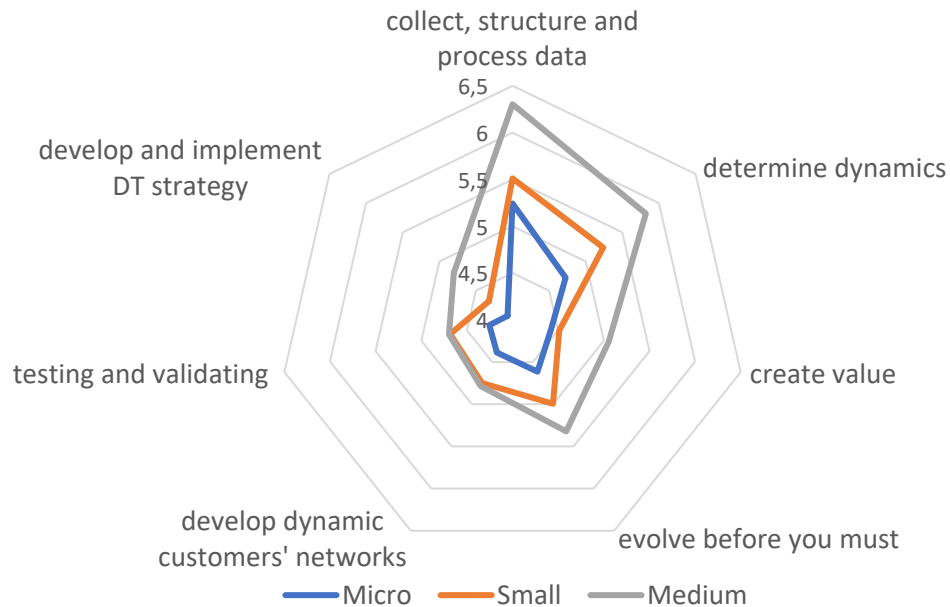 collect, structure and
process data
6,5
6
5,5
5
4,5
4
develop and implement
DT strategy
determine dynamics
testing and validating
create value
develop dynamic
customers' networks
evolve before you must
Micro
Small
Medium